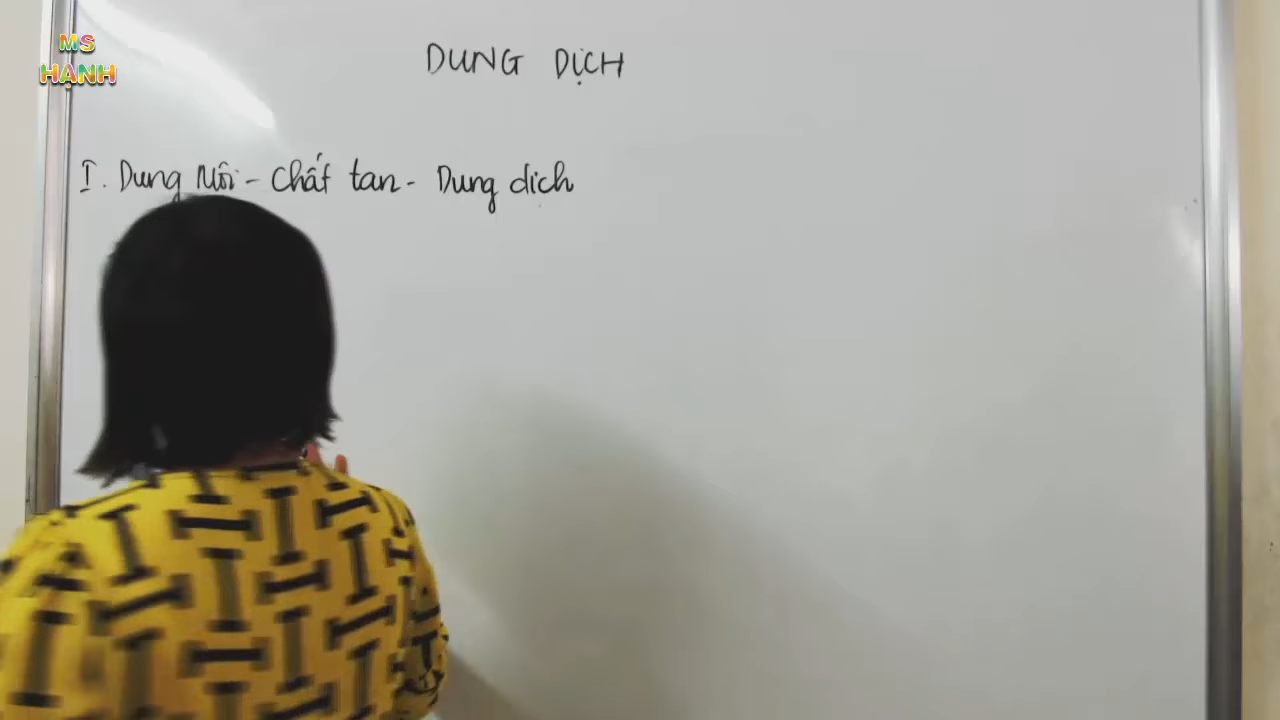 MS
HẠNH
DUNG DỊCH
I. Dung Môi - Chất tan - Dung dịch